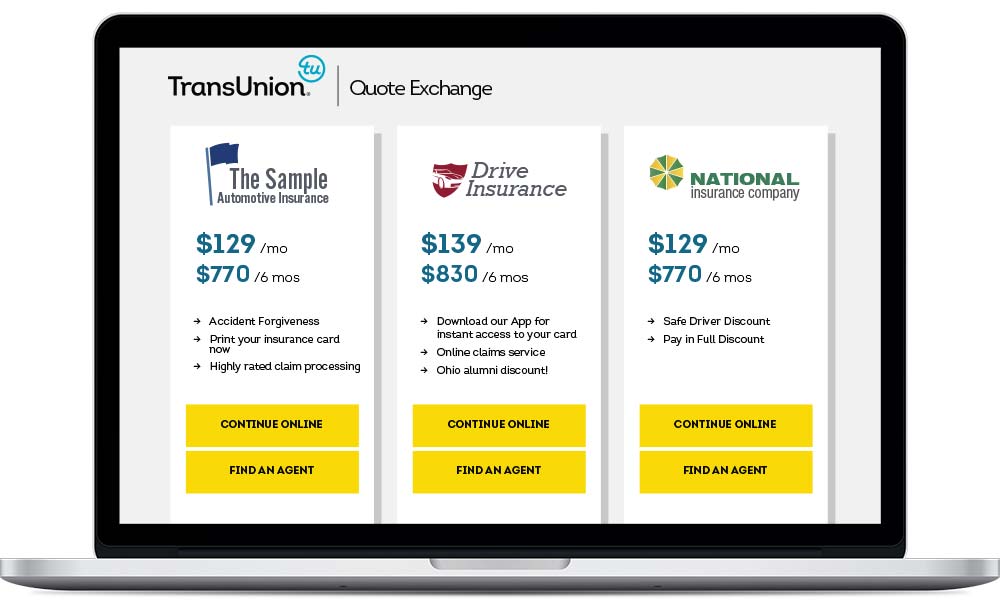 tu
TransUnion®
Quote Exchange
The Sample
Automotive Insurance
$129 /mo
$770 /6 mos
→ Accident Forgiveness
→ Print your insurance card
now
→ Highly rated claim processing
CONTINUE ONLINE
FIND AN AGENT
Drive
Insurance
$139 /mo
$830 /6 mos
→ Download our App for
instant access to your card
→ Online claims service
→ Ohio alumni discount!
CONTINUE ONLINE
FIND AN AGENT
NATIONAL
insurance company
$129 /mo
$770 /6 mos
→ Safe Driver Discount
→ Pay in Full Discount
CONTINUE ONLINE
FIND AN AGENT